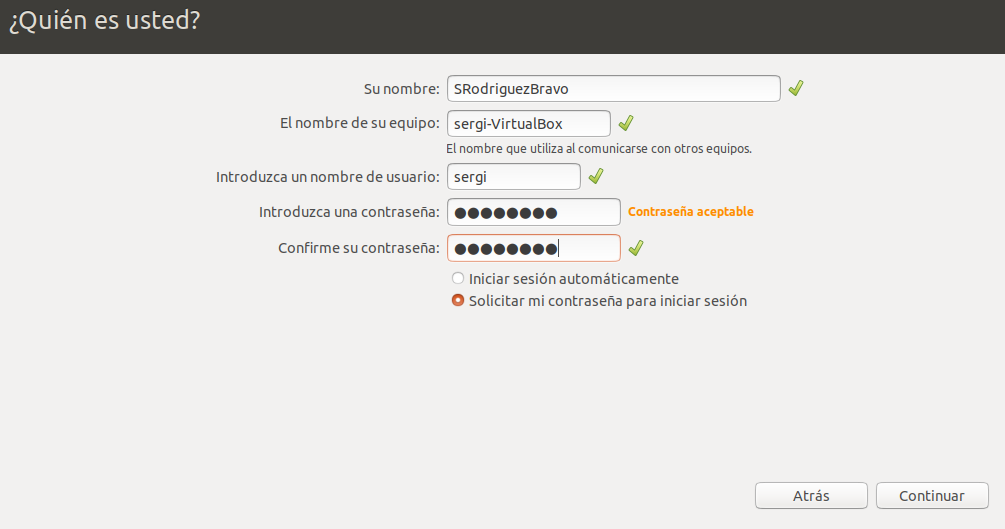 ¿Quién es usted?
Su nombre: SRodriguezBravo
El nombre de su equipo: sergi-VirtualBox
El nombre que utiliza al comunicarse con otros equipos.
Introduzca un nombre de usuario: sergi
Introduzca una contraseña: ●●●●●●●● Contraseña aceptable
Confirme su contraseña: ●●●●●●●●
Iniciar sesión automáticamente
Solicitar mi contraseña para iniciar sesión
Atrás Continuar